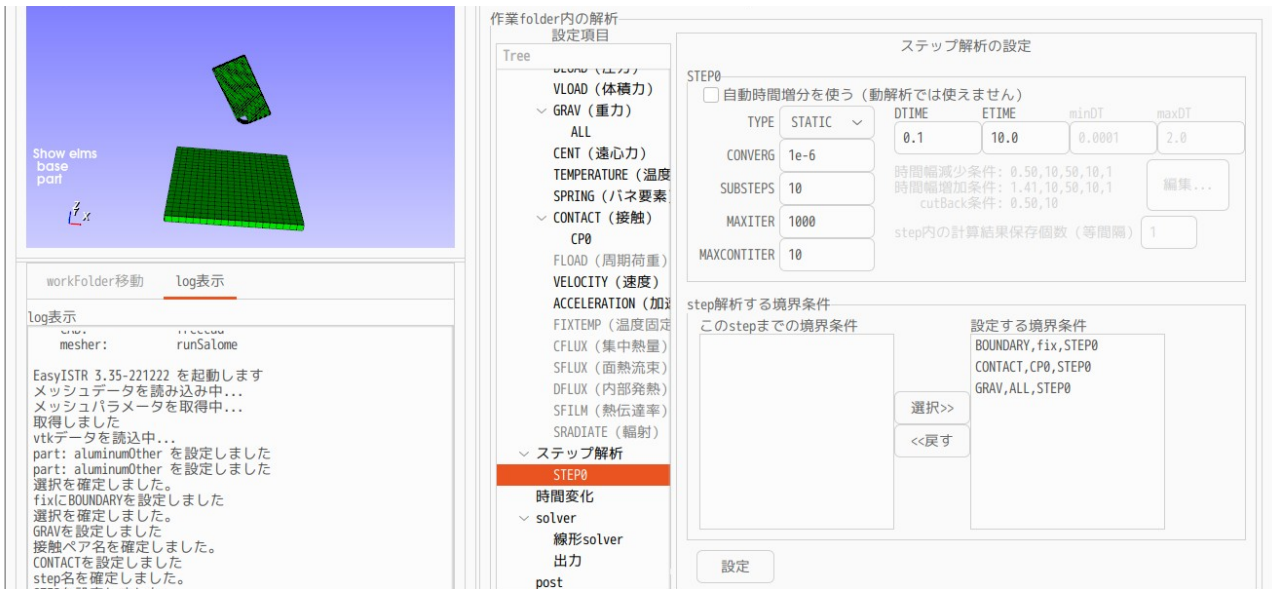 Show elms
base
part
Z
X
workFolder移動
log表示
log表示
mesher: runSalome
EasyISTR 3.35-221222 を起動します
メッシュデータを読み込み中...
メッシュパラメータを取得中...
取得しました
vtkデータを読込中...
part: aluminumOther を設定しました
part: aluminumOther を設定しました
選択を確定しました。
fixにBOUNDARYを設定しました
選択を確定しました。
GRAVを設定しました
接触ペア名を確定しました。
CONTACTを設定しました
step名を確定しました。
作業folder内の解析
設定項目
Tree
VLOAD (体積力)
GRAV (重力)
ALL
CENT (遠心力)
TEMPERATURE (温度
SPRING (バネ要素
CONTACT (接触)
CP0
FLOAD (周期荷重)
VELOCITY (速度)
ACCELERATION (加速
FIXTEMP (温度固定
CFLUX (集中熱量)
SFLUX (面熱流束)
DFLUX (内部発熱)
SFILM (熱伝達率)
SRADIATE (輻射)
ステップ解析
STEP0
時間変化
solver
線形solver
出力
post
ステップ解析の設定
STEP0
自動時間増分を使う (動解析では使えません)
TYPE STATIC
CONVERG 1e-6
SUBSTEPS 10
MAXITER 1000
MAXCONTITER 10
DTIME ETIME minDT maxDT
0.1 10.0 0.0001 2.0
時間幅減少条件: 0.50,10,50,10,1
時間幅増加条件: 1.41,10,50,10,1
cutBack条件: 0.50,10
編集...
step内の計算結果保存個数 (等間隔) 1
step解析する境界条件
このstepまでの境界条件
設定する境界条件
BOUNDARY,fix,STEP0
CONTACT,CP0,STEP0
GRAV,ALL,STEP0
選択>>
<<戻す
設定